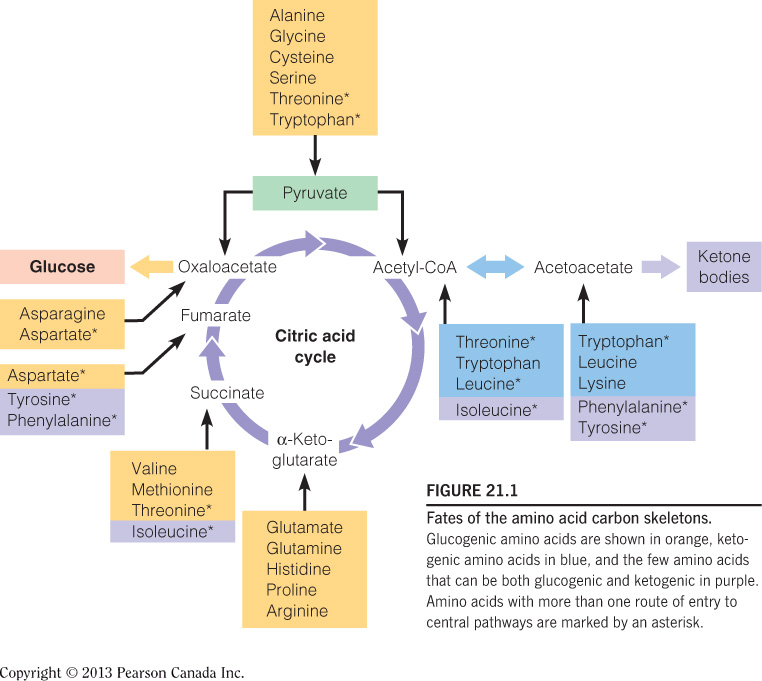 Alanine
Glycine
Cysteine
Serine
Threonine*
Tryptophan*
Pyruvate
Glucose
Oxaloacetate
Acetyl-CoA
Acetoacetate
Ketone
bodies
Asparagine
Aspartate*
Fumarate
Citric acid
cycle
Aspartate*
Tyrosine*
Phenylalanine*
Succinate
α-Keto-
glutarate
Threonine*
Tryptophan
Leucine*
Isoleucine*
Tryptophan*
Leucine
Lysine
Phenylalanine*
Tyrosine*
Valine
Methionine
Threonine*
Isoleucine*
Glutamate
Glutamine
Histidine
Proline
Arginine
FIGURE 21.1
Fates of the amino acid carbon skeletons.
Glucogenic amino acids are shown in orange, keto-
genic amino acids in blue, and the few amino acids
that can be both glucogenic and ketogenic in purple.
Amino acids with more than one route of entry to
central pathways are marked by an asterisk.
Copyright © 2013 Pearson Canada Inc.